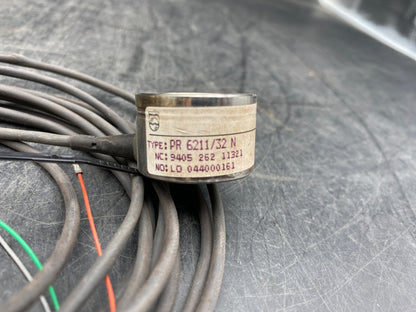 TYPE: PR 6211/32 N
NC: 9405 262 11321
NO: LD 044000161